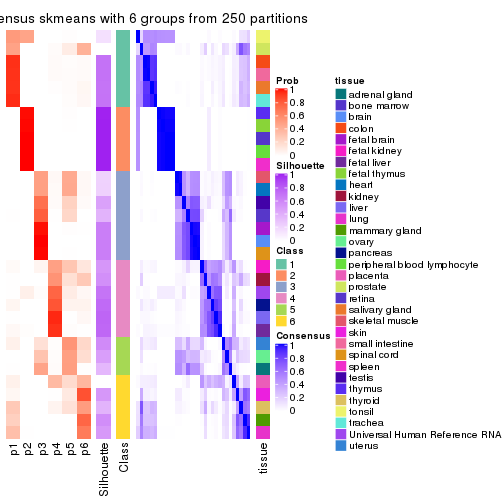 ensus skmeans with 6 groups from 250 partitions
Prob
1
0.8
0.6
0.4
0.2
0
Silhouette
1
0.8
0.6
0.4
0.2
0
Class
1
2
3
4
5
6
Consensus
1
0.8
0.6
0.4
0.2
0
tissue
adrenal gland
bone marrow
brain
colon
fetal brain
fetal kidney
fetal liver
fetal thymus
heart
kidney
liver
lung
mammary gland
ovary
pancreas
peripheral blood lymphocyte
placenta
prostate
retina
salivary gland
skeletal muscle
skin
small intestine
spinal cord
spleen
testis
thymus
thyroid
tonsil
trachea
Universal Human Reference RNA
uterus
p1
p2
p3
p4
p5
p6
Silhouette
Class
tissue